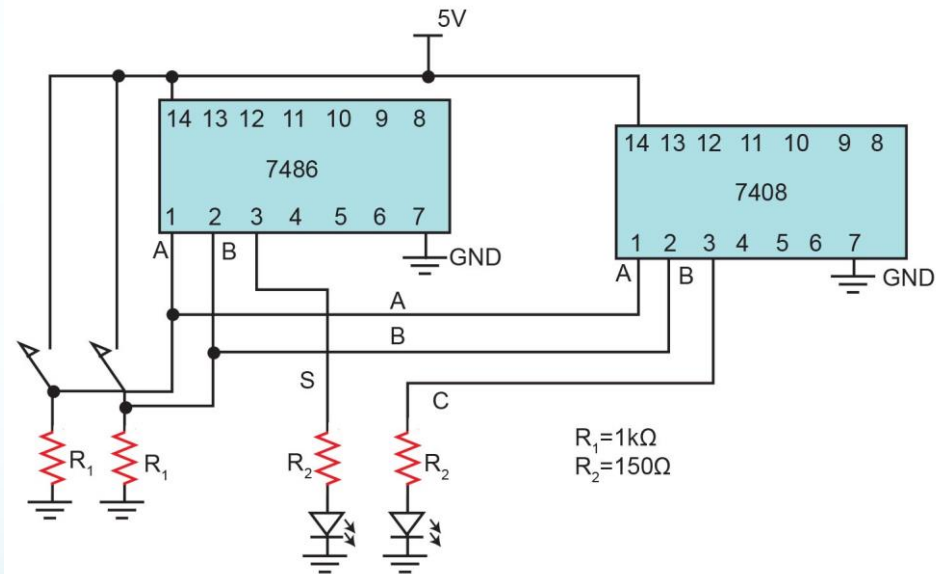 5V
14 13 12 11 10 9 8
7486
1 2 3 4 5 6 7
A B
GND
14 13 12 11 10 9 8
7408
1 2 3 4 5 6 7
A B
GND
A
B
S
C
R₁
R₁
R₂
R₂
R₁=1kΩ
R₂=150Ω